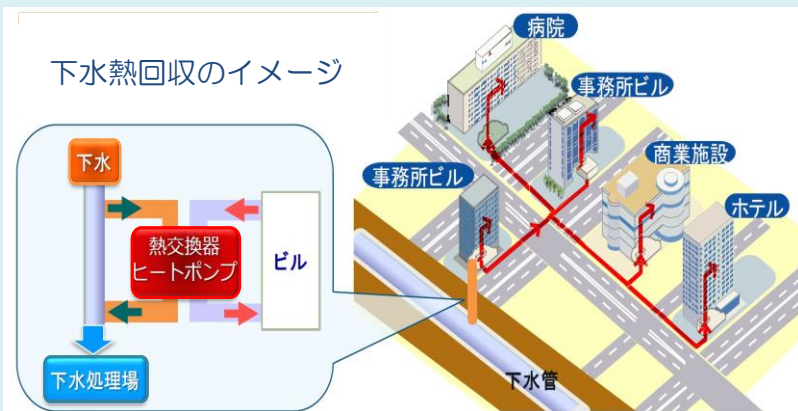 下水熱回収のイメージ
下水
熱交換器
ヒートポンプ
ビル
下水処理場
病院
事務所ビル
事務所ビル
商業施設
ホテル
下水管